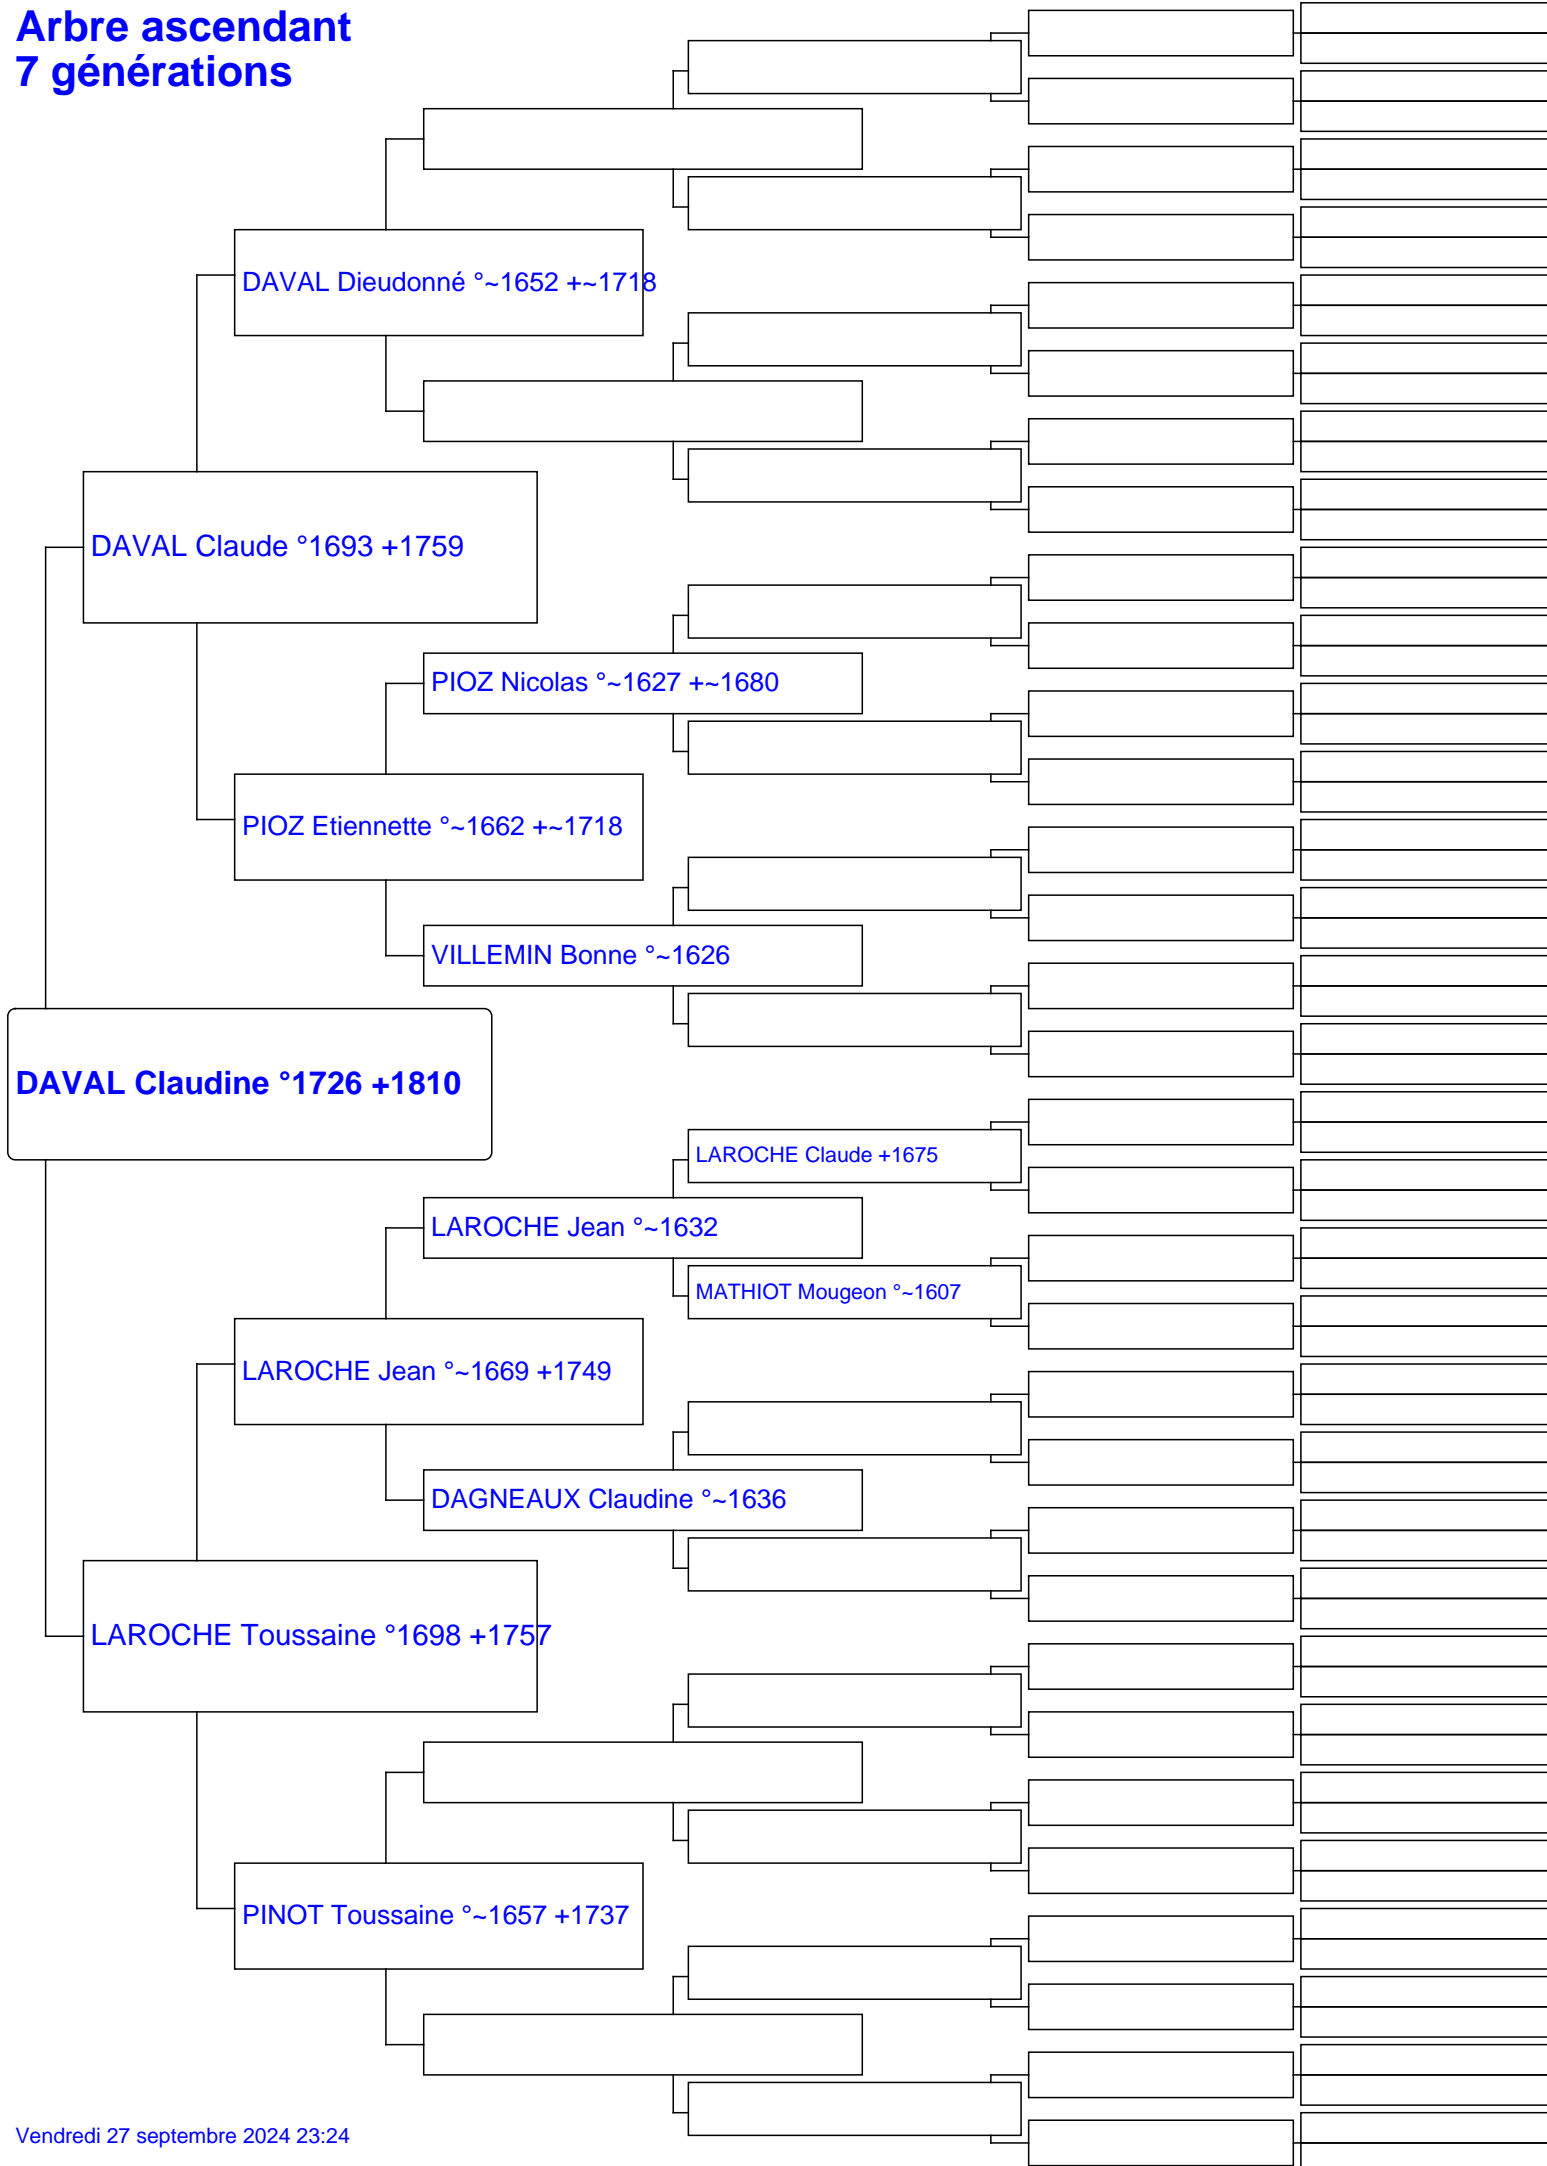 Arbre ascendant
7 générations
DAVAL Dieudonné °~1652 +~1718
DAVAL Claude °1693 +1759
PIOZ Nicolas °~1627 +~1680
PIOZ Etiennette °~1662 +~1718
VILLEMIN Bonne °~1626
DAVAL Claudine °1726 +1810
LAROCHE Claude +1675
LAROCHE Jean °~1632
MATHIOT Mougeon °~1607
LAROCHE Jean °~1669 +1749
DAGNEAUX Claudine °~1636
LAROCHE Toussaine °1698 +1757
PINOT Toussaine °~1657 +1737
Vendredi 27 septembre 2024 23:24